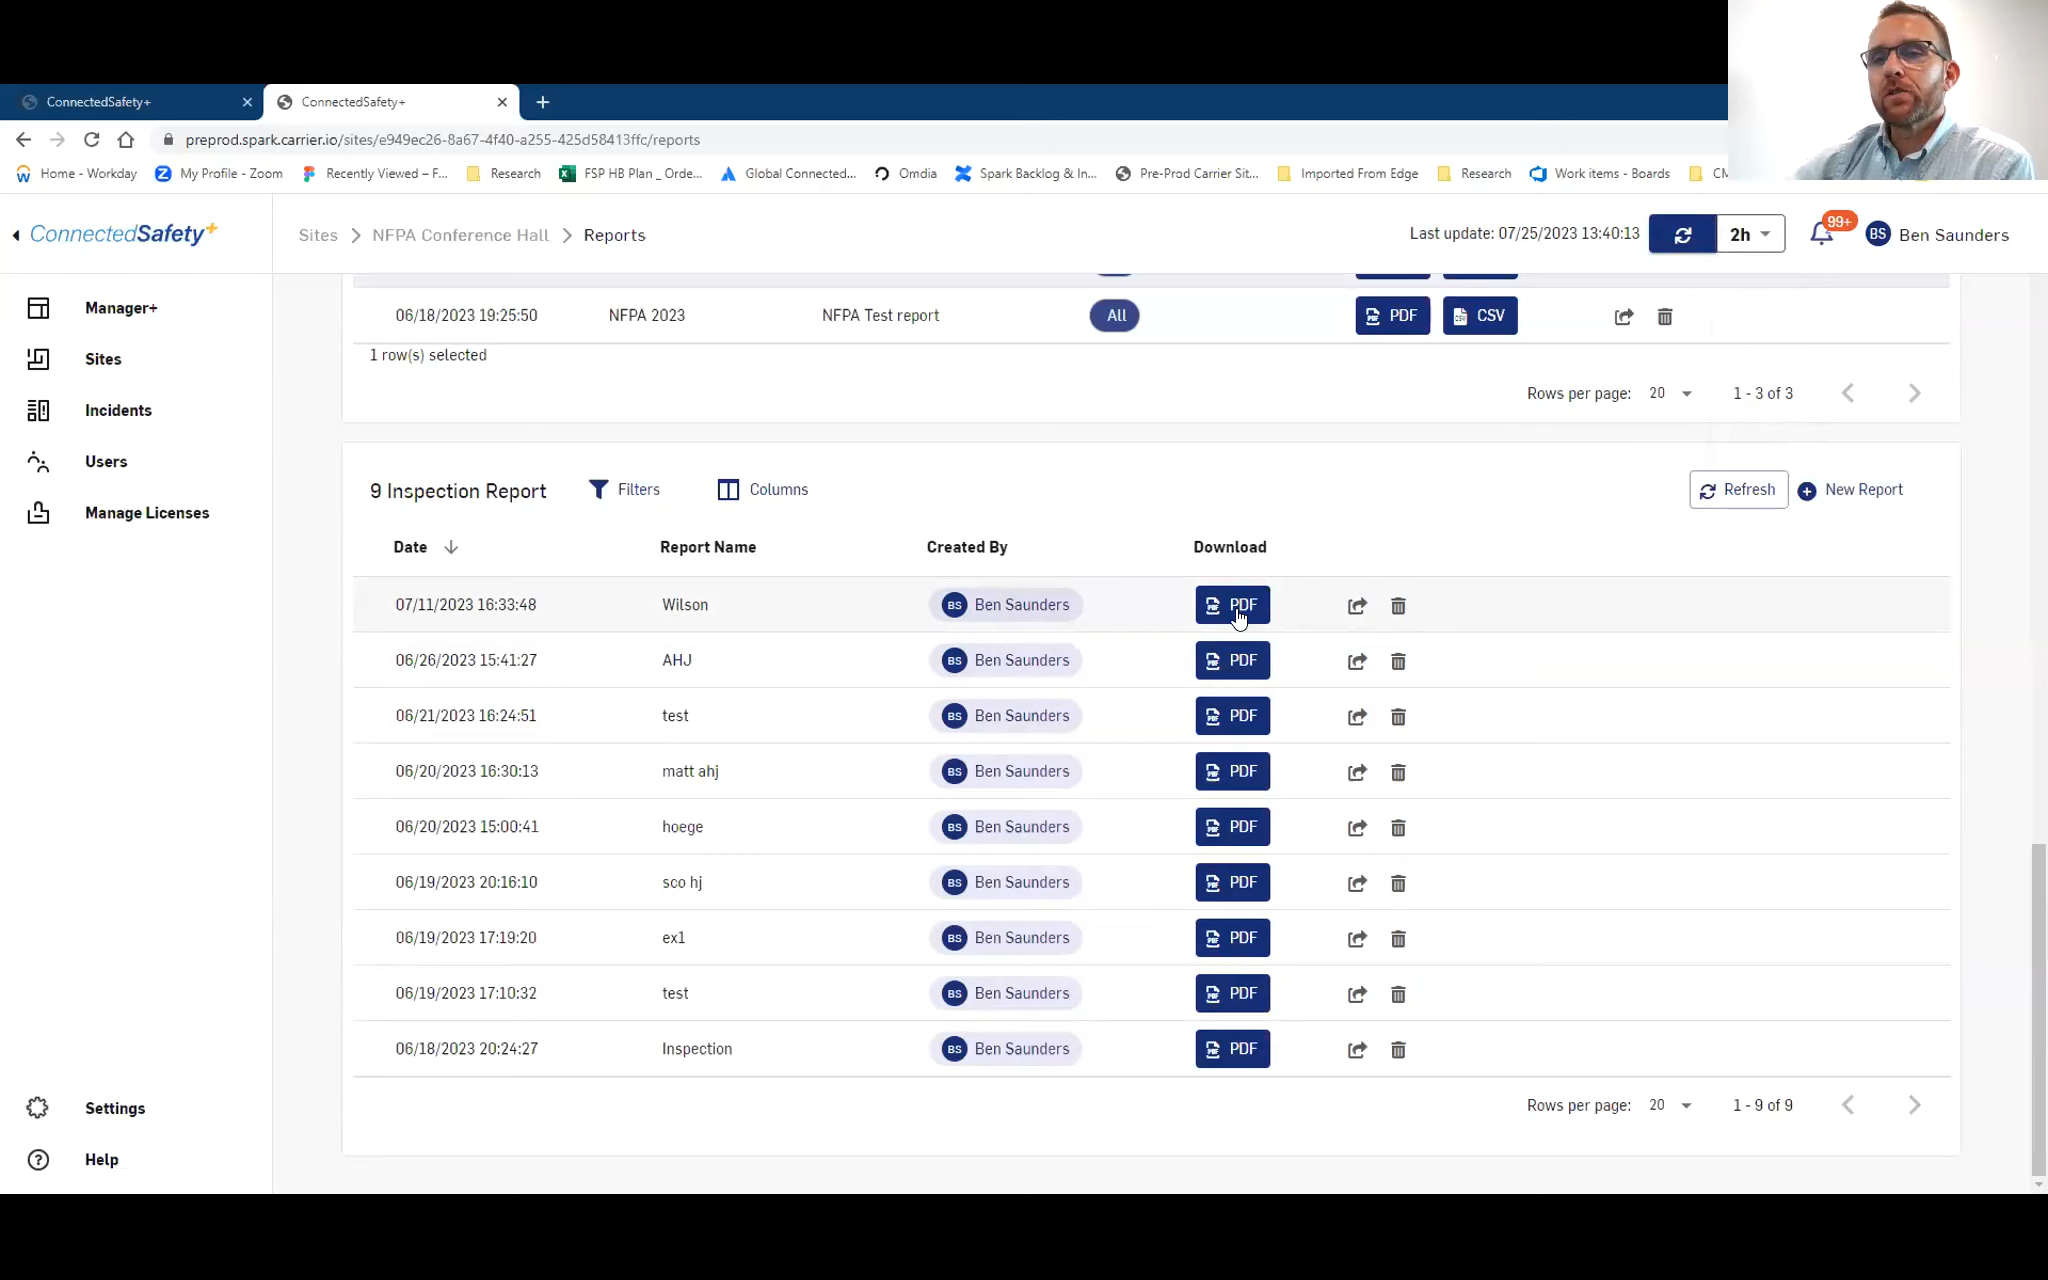 ConnectedSafety+
ConnectedSafety+
preprod.spark.carrier.io/sites/e949ec26-8a67-4f40-a255-425d58413ffc/reports
Home - Workday My Profile - Zoom Recently Viewed – F... Research FSP HB Plan _ Orde... Global Connected... Omdia Spark Backlog & In... Pre-Prod Carrier Sit... Imported From Edge Research Work items - Boards CM
ConnectedSafety+
Sites > NFPA Conference Hall > Reports
Last update: 07/25/2023 13:40:13 2h 99+ BS Ben Saunders
Manager+
Sites
Incidents
Users
Manage Licenses
Settings
Help
06/18/2023 19:25:50 NFPA 2023 NFPA Test report All PDF CSV
1 row(s) selected
Rows per page: 20 1 - 3 of 3
9 Inspection Report Filters Columns Refresh New Report
Date Report Name Created By Download
07/11/2023 16:33:48 Wilson BS Ben Saunders PDF
06/26/2023 15:41:27 AHJ BS Ben Saunders PDF
06/21/2023 16:24:51 test BS Ben Saunders PDF
06/20/2023 16:30:13 matt ahj BS Ben Saunders PDF
06/20/2023 15:00:41 hoege BS Ben Saunders PDF
06/19/2023 20:16:10 sco hj BS Ben Saunders PDF
06/19/2023 17:19:20 ex1 BS Ben Saunders PDF
06/19/2023 17:10:32 test BS Ben Saunders PDF
06/18/2023 20:24:27 Inspection BS Ben Saunders PDF
Rows per page: 20 1 - 9 of 9